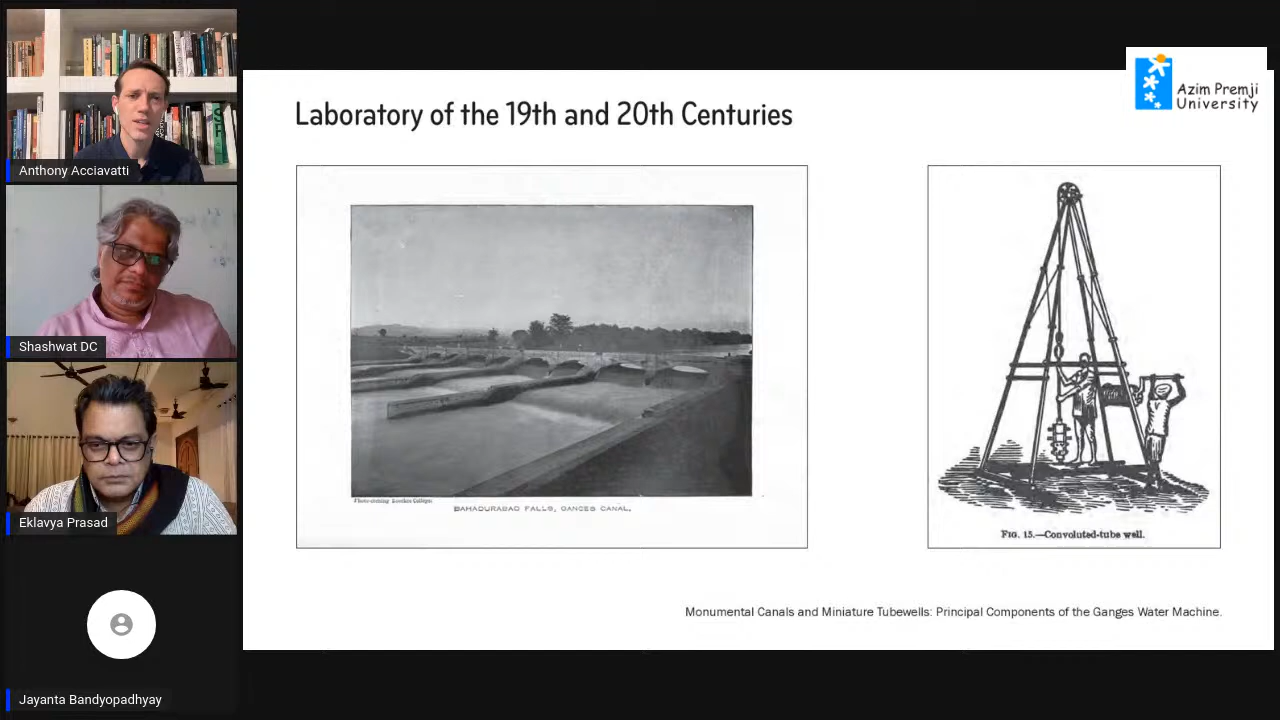 Anthony Acciavatti
Shashwat DC
Eklavya Prasad
Jayanta Bandyopadhyay
Azim Premji
University
Laboratory of the 19th and 20th Centuries
BAHADURABAD FALLS, GANGES CANAL.
FIG. 15.—Convoluted-tube well.
Monumental Canals and Miniature Tubewells: Principal Components of the Ganges Water Machine.